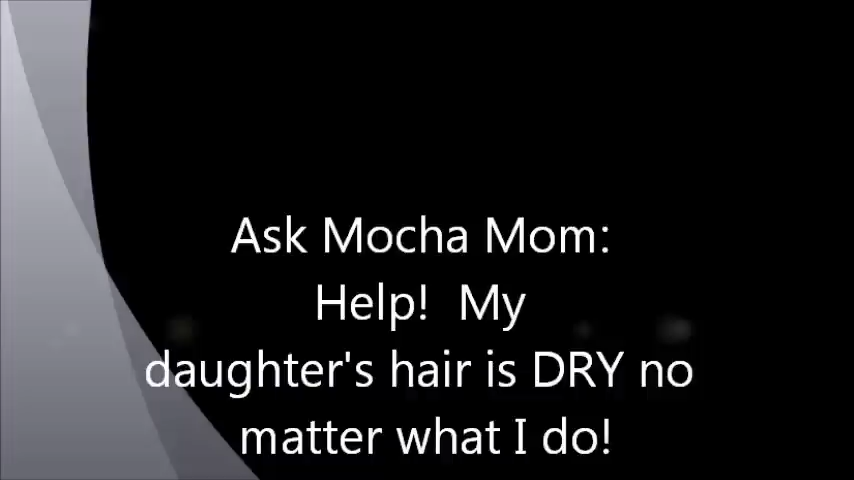 Ask Mocha Mom:
Help!  My
daughter's hair is DRY no
matter what I do!